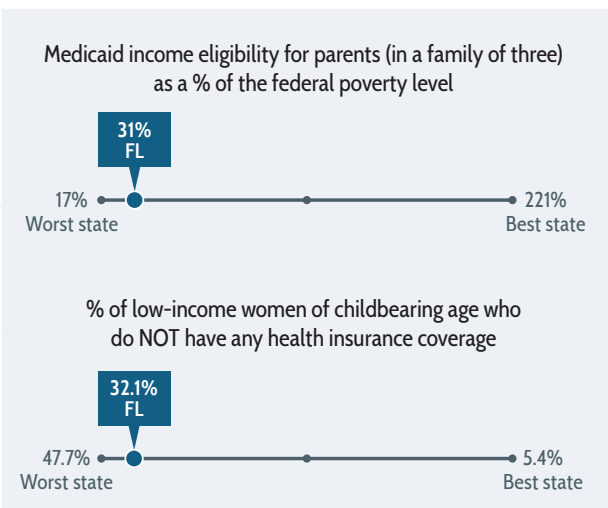 Medicaid income eligibility for parents (in a family of three)
as a % of the federal poverty level
31%
FL
17%
Worst state
221%
Best state
% of low-income women of childbearing age who
do NOT have any health insurance coverage
32.1%
FL
47.7%
Worst state
5.4%
Best state